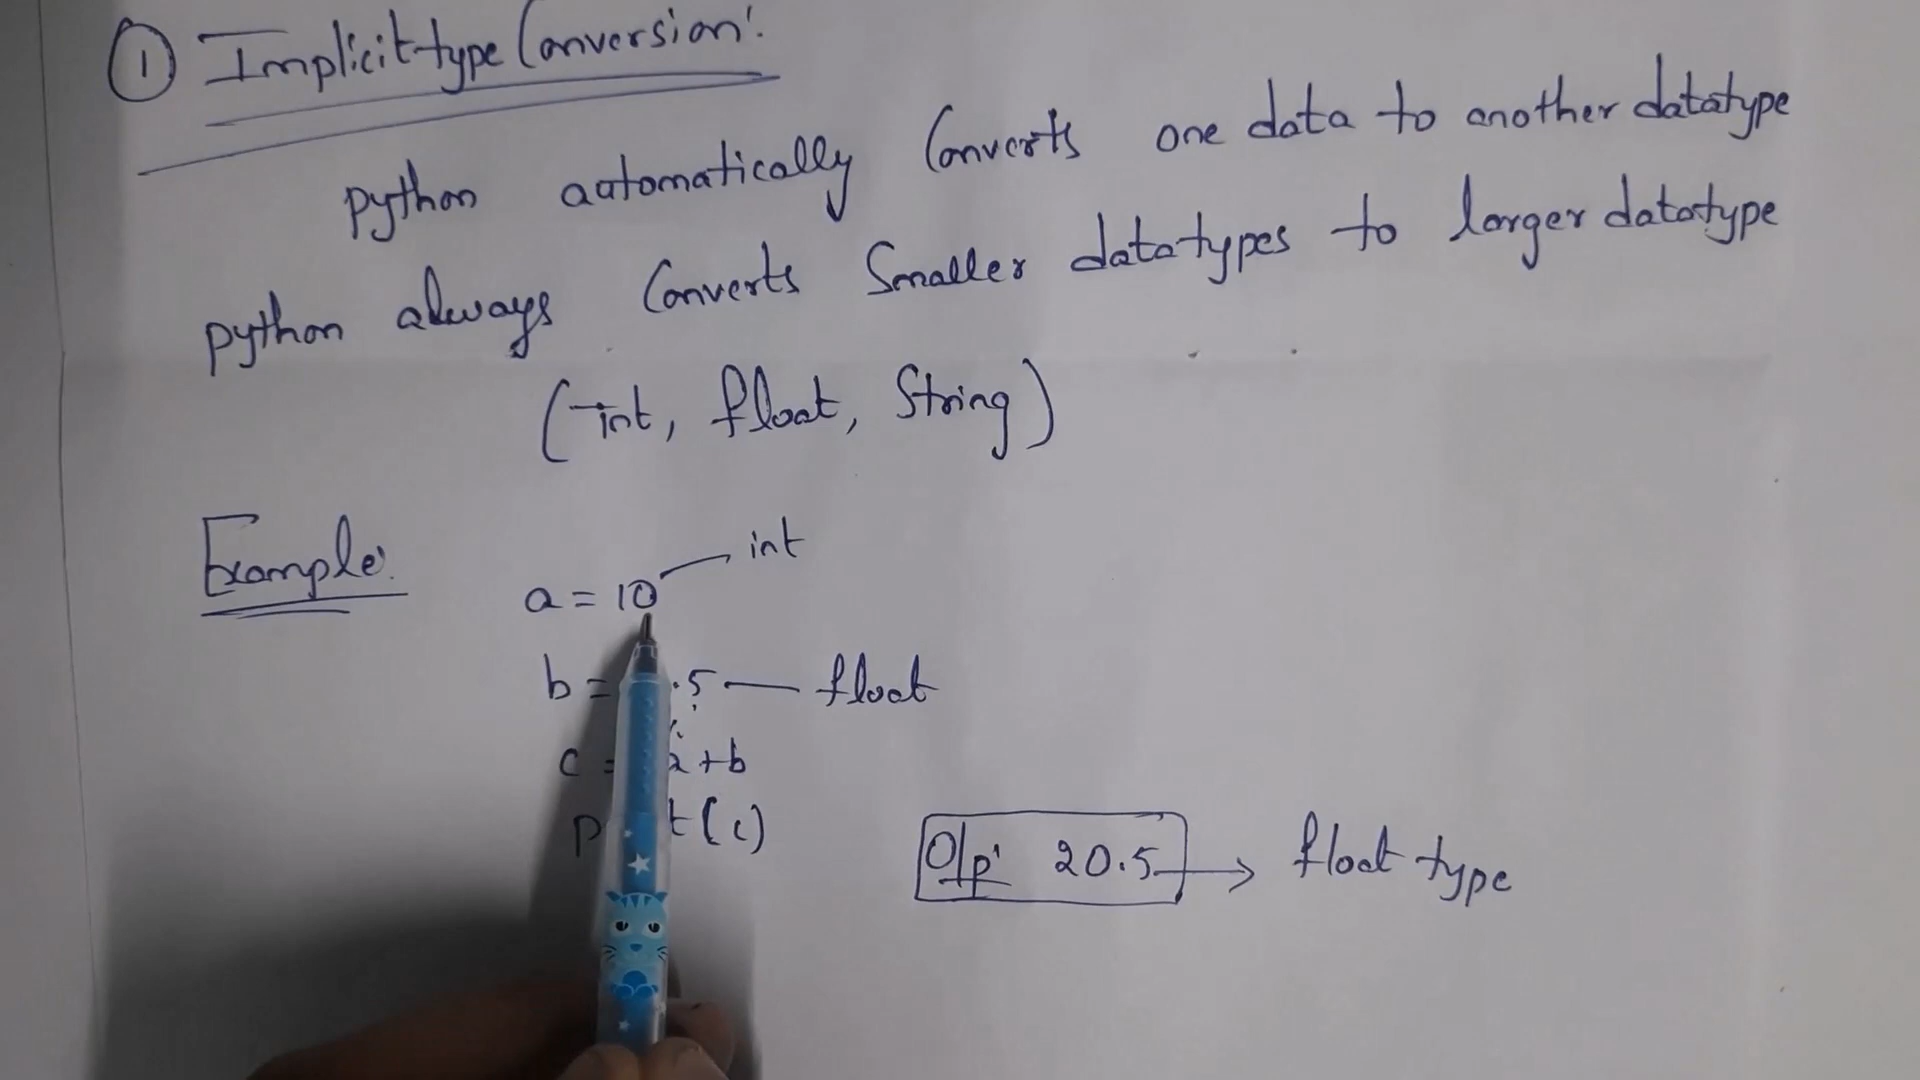 ① Implicit type Conversion:
python automatically Converts one data to another datatype
python always Converts Smaller datatypes to larger datatype
(int, float, String)
Example:
a = 10 — int
b = .5 — float
c = a+b
p t(c)
O/p: 20.5 → float type